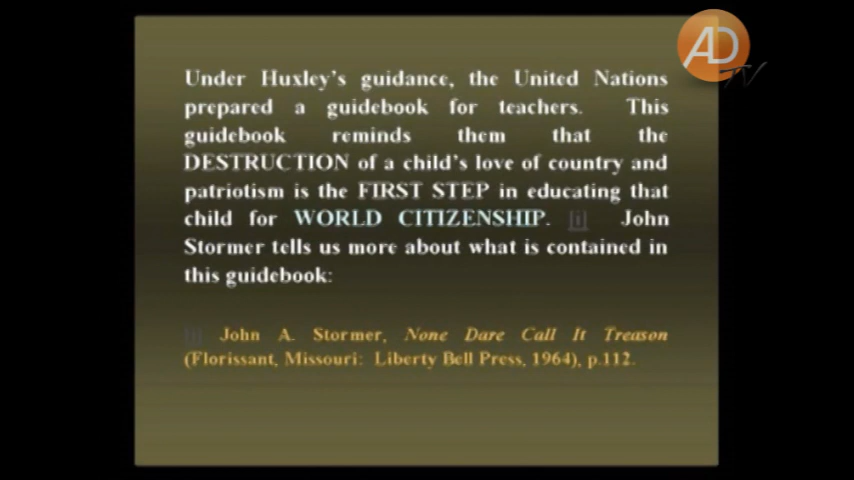 AD
TV
Under Huxley's guidance, the United Nations
prepared a guidebook for teachers. This
guidebook reminds them that the
DESTRUCTION of a child's love of country and
patriotism is the FIRST STEP in educating that
child for WORLD CITIZENSHIP. [i] John
Stormer tells us more about what is contained in
this guidebook:
[i] John A. Stormer, None Dare Call It Treason
(Florissant, Missouri: Liberty Bell Press, 1964), p.112.